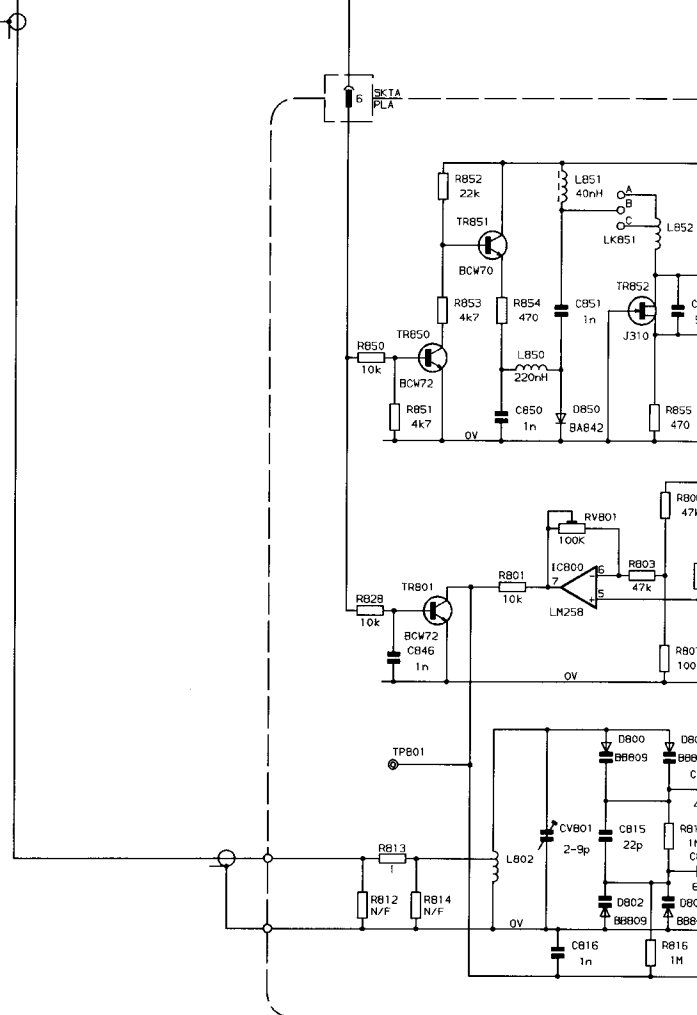 6
SKTA
PLA
R852
22k
L851
40nH
A
B
C
LK851
L852
TR851
BCW70
TR852
J310
R853
4k7
R854
470
C851
1n
TR850
BCW72
R850
10k
L850
220nH
R851
4k7
C850
1n
D850
BA842
R855
470
0V
RV801
100K
47k
IC800
7
6
5
LM258
R803
47k
R801
10k
TR801
BCW72
R828
10k
C846
1n
0V
100
TP801
D800
BB809
CV801
2-9p
C815
22p
R813
1
L802
R812
N/F
R814
N/F
D802
BB809
0V
C816
1n
R816
1M